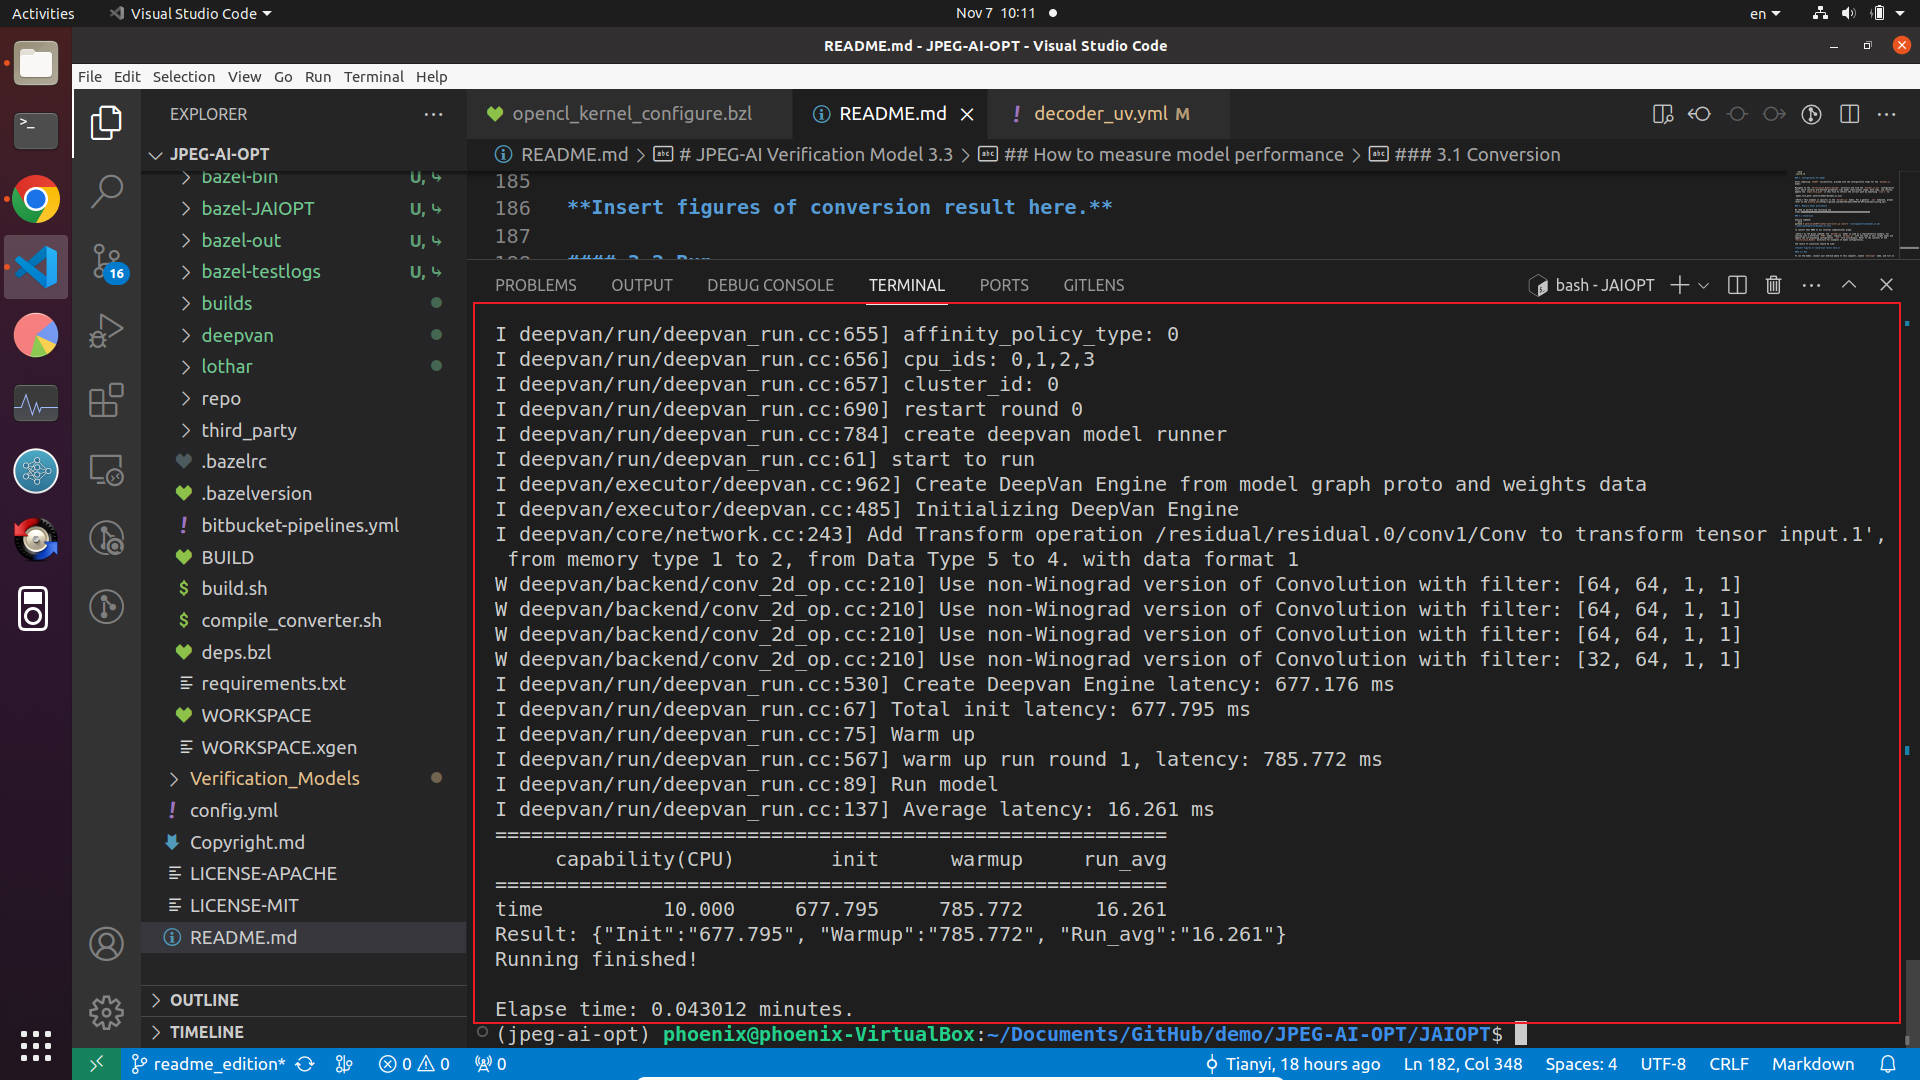 Activities
Visual Studio Code
Nov 7 10:11
en
README.md - JPEG-AI-OPT - Visual Studio Code
File Edit Selection View Go Run Terminal Help
EXPLORER
JPEG-AI-OPT
bazel-bin U,
bazel-JAIOPT U,
bazel-out U,
bazel-testlogs U,
builds
deepvan
lothar
repo
third_party
.bazelrc
.bazelversion
bitbucket-pipelines.yml
BUILD
build.sh
compile_converter.sh
deps.bzl
requirements.txt
WORKSPACE
WORKSPACE.xgen
Verification_Models
config.yml
Copyright.md
LICENSE-APACHE
LICENSE-MIT
README.md
OUTLINE
TIMELINE
16
opencl_kernel_configure.bzl
README.md
decoder_uv.yml M
README.md > # JPEG-AI Verification Model 3.3 > ## How to measure model performance > ### 3.1 Conversion
185
186 **Insert figures of conversion result here.**
187
PROBLEMS OUTPUT DEBUG CONSOLE TERMINAL PORTS GITLENS
bash - JAIOPT
I deepvan/run/deepvan_run.cc:655] affinity_policy_type: 0
I deepvan/run/deepvan_run.cc:656] cpu_ids: 0,1,2,3
I deepvan/run/deepvan_run.cc:657] cluster_id: 0
I deepvan/run/deepvan_run.cc:690] restart round 0
I deepvan/run/deepvan_run.cc:784] create deepvan model runner
I deepvan/run/deepvan_run.cc:61] start to run
I deepvan/executor/deepvan.cc:962] Create DeepVan Engine from model graph proto and weights data
I deepvan/executor/deepvan.cc:485] Initializing DeepVan Engine
I deepvan/core/network.cc:243] Add Transform operation /residual/residual.0/conv1/Conv to transform tensor input.1',
from memory type 1 to 2, from Data Type 5 to 4. with data format 1
W deepvan/backend/conv_2d_op.cc:210] Use non-Winograd version of Convolution with filter: [64, 64, 1, 1]
W deepvan/backend/conv_2d_op.cc:210] Use non-Winograd version of Convolution with filter: [64, 64, 1, 1]
W deepvan/backend/conv_2d_op.cc:210] Use non-Winograd version of Convolution with filter: [64, 64, 1, 1]
W deepvan/backend/conv_2d_op.cc:210] Use non-Winograd version of Convolution with filter: [32, 64, 1, 1]
I deepvan/run/deepvan_run.cc:530] Create Deepvan Engine latency: 677.176 ms
I deepvan/run/deepvan_run.cc:67] Total init latency: 677.795 ms
I deepvan/run/deepvan_run.cc:75] Warm up
I deepvan/run/deepvan_run.cc:567] warm up run round 1, latency: 785.772 ms
I deepvan/run/deepvan_run.cc:89] Run model
I deepvan/run/deepvan_run.cc:137] Average latency: 16.261 ms
========================================================
capability(CPU) init warmup run_avg
========================================================
time 10.000 677.795 785.772 16.261
Result: {"Init":"677.795", "Warmup":"785.772", "Run_avg":"16.261"}
Running finished!
Elapse time: 0.043012 minutes.
(jpeg-ai-opt) phoenix@phoenix-VirtualBox:~/Documents/GitHub/demo/JPEG-AI-OPT/JAIOPT$
readme_edition* 0 0 0
Tianyi, 18 hours ago Ln 182, Col 348 Spaces: 4 UTF-8 CRLF Markdown